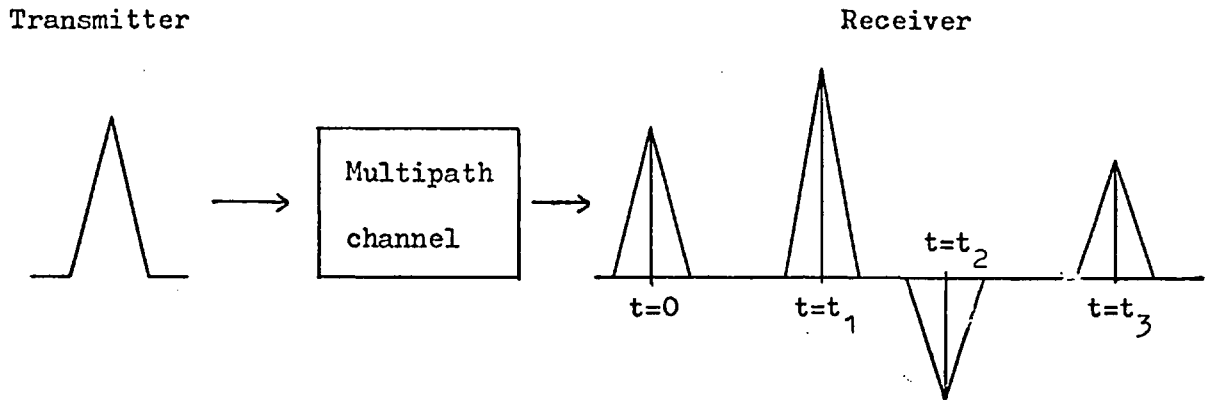 Transmitter
Receiver
Multipath
channel
t=t₂
t=0
t=t₁
t=t₃